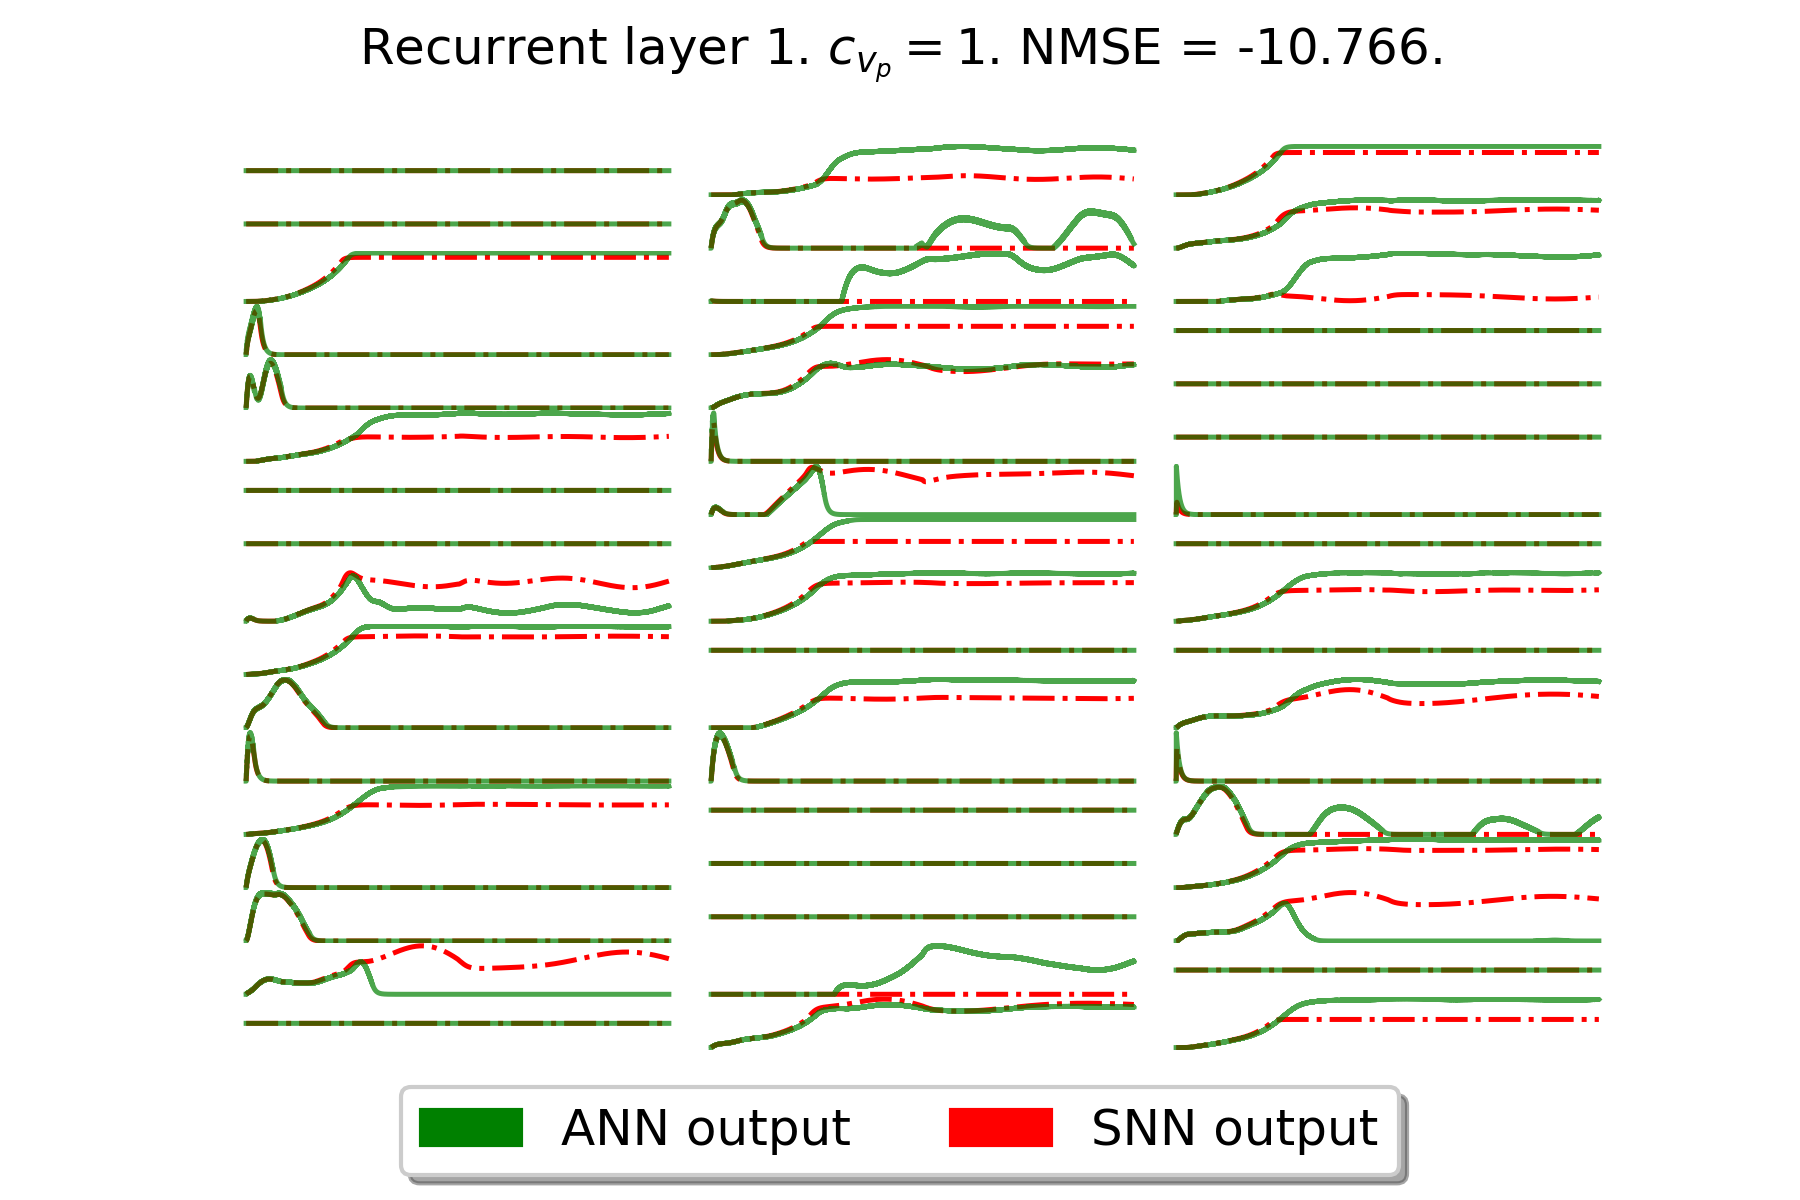 Recurrent layer 1. $c_{v_p} = 1$. NMSE = -10.766.
ANN output
SNN output